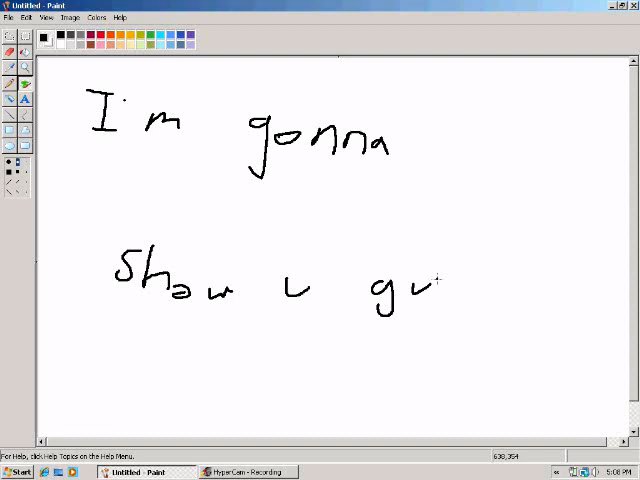 Untitled - Paint
File Edit View Image Colors Help
I'm gonna
Show u gu
For Help, click Help Topics on the Help Menu.
638,354
Start
Untitled - Paint
HyperCam - Recording
5:08 PM